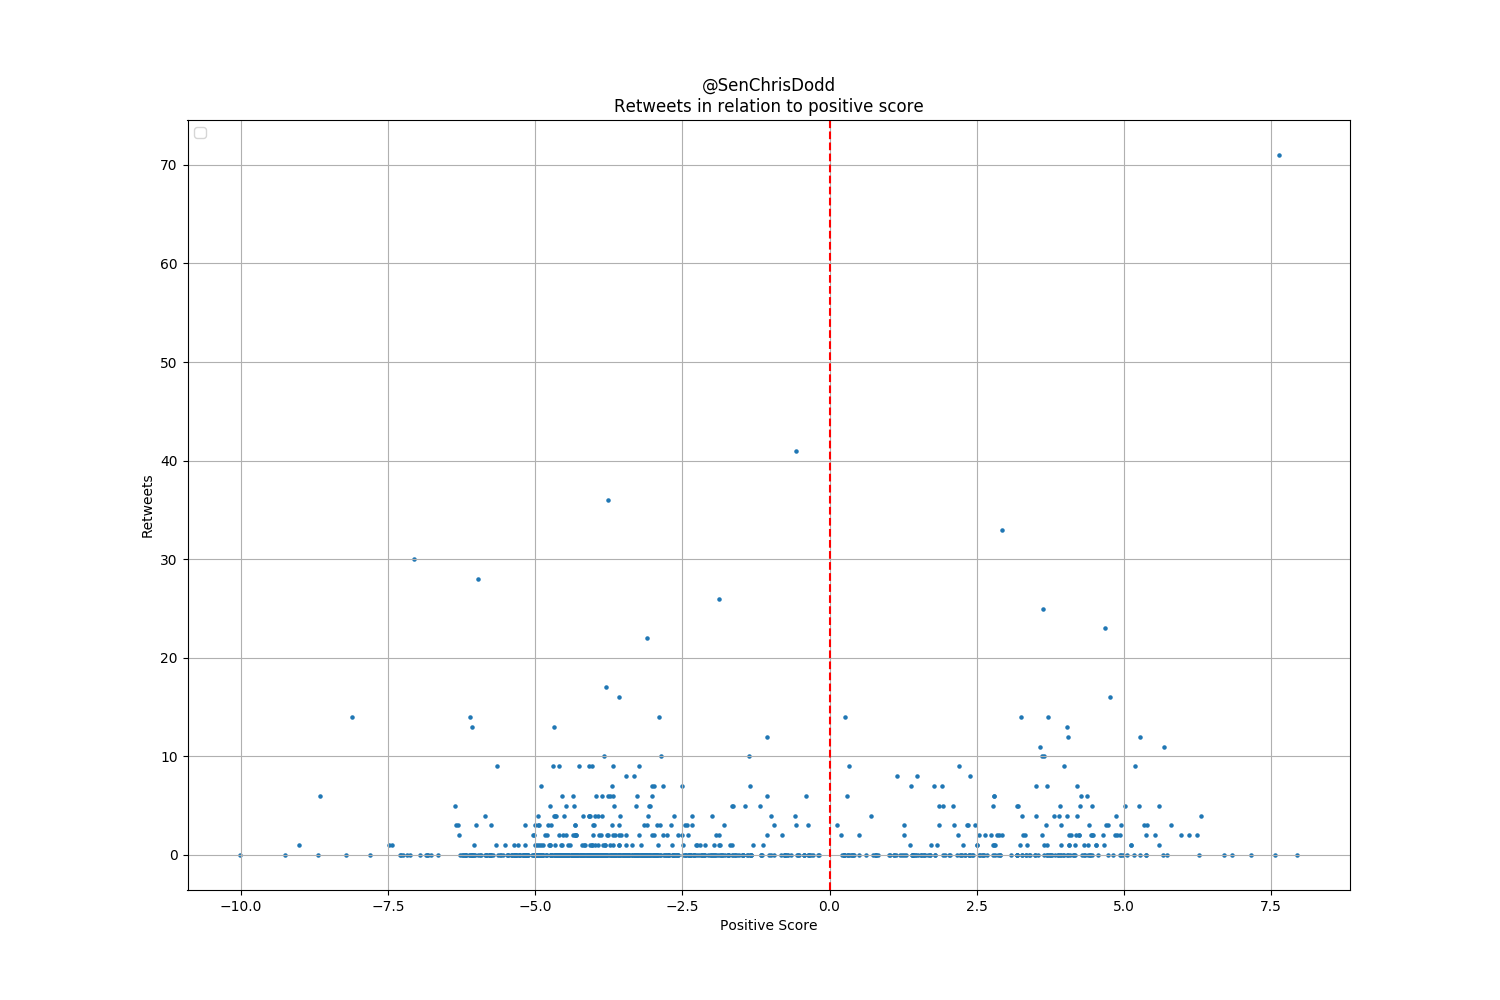 @SenChrisDodd
Retweets in relation to positive score
70
60
50
40
30
20
10
0
Retweets
−10.0 −7.5 −5.0 −2.5 0.0 2.5 5.0 7.5
Positive Score